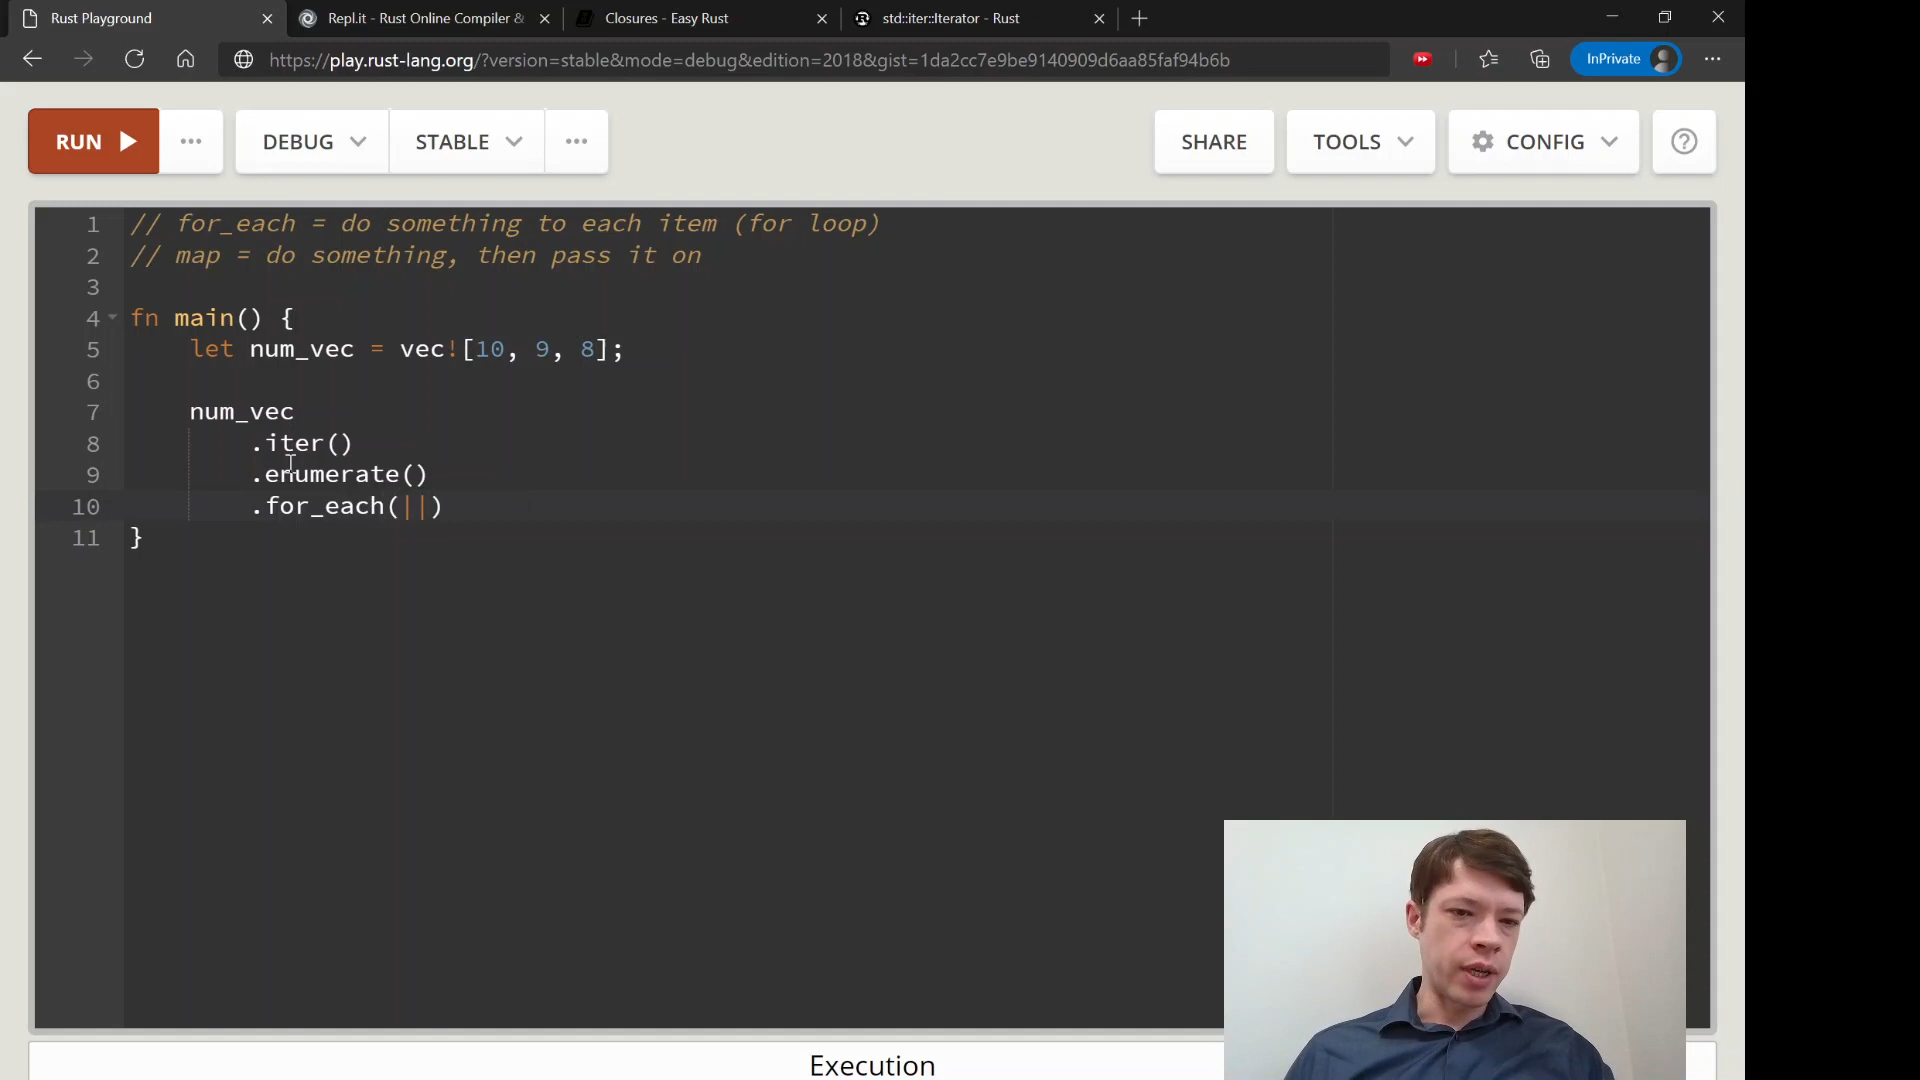 Rust Playground
Repl.it - Rust Online Compiler &
Closures - Easy Rust
std::iter::Iterator - Rust
https://play.rust-lang.org/?version=stable&mode=debug&edition=2018&gist=1da2cc7e9be9140909d6aa85faf94b6b
InPrivate
RUN
DEBUG
STABLE
SHARE
TOOLS
CONFIG
1 // for_each = do something to each item (for loop)
2 // map = do something, then pass it on
3
4 fn main() {
5 let num_vec = vec![10, 9, 8];
6
7 num_vec
8 .iter()
9 .enumerate()
10 .for_each(||)
11 }
Execution